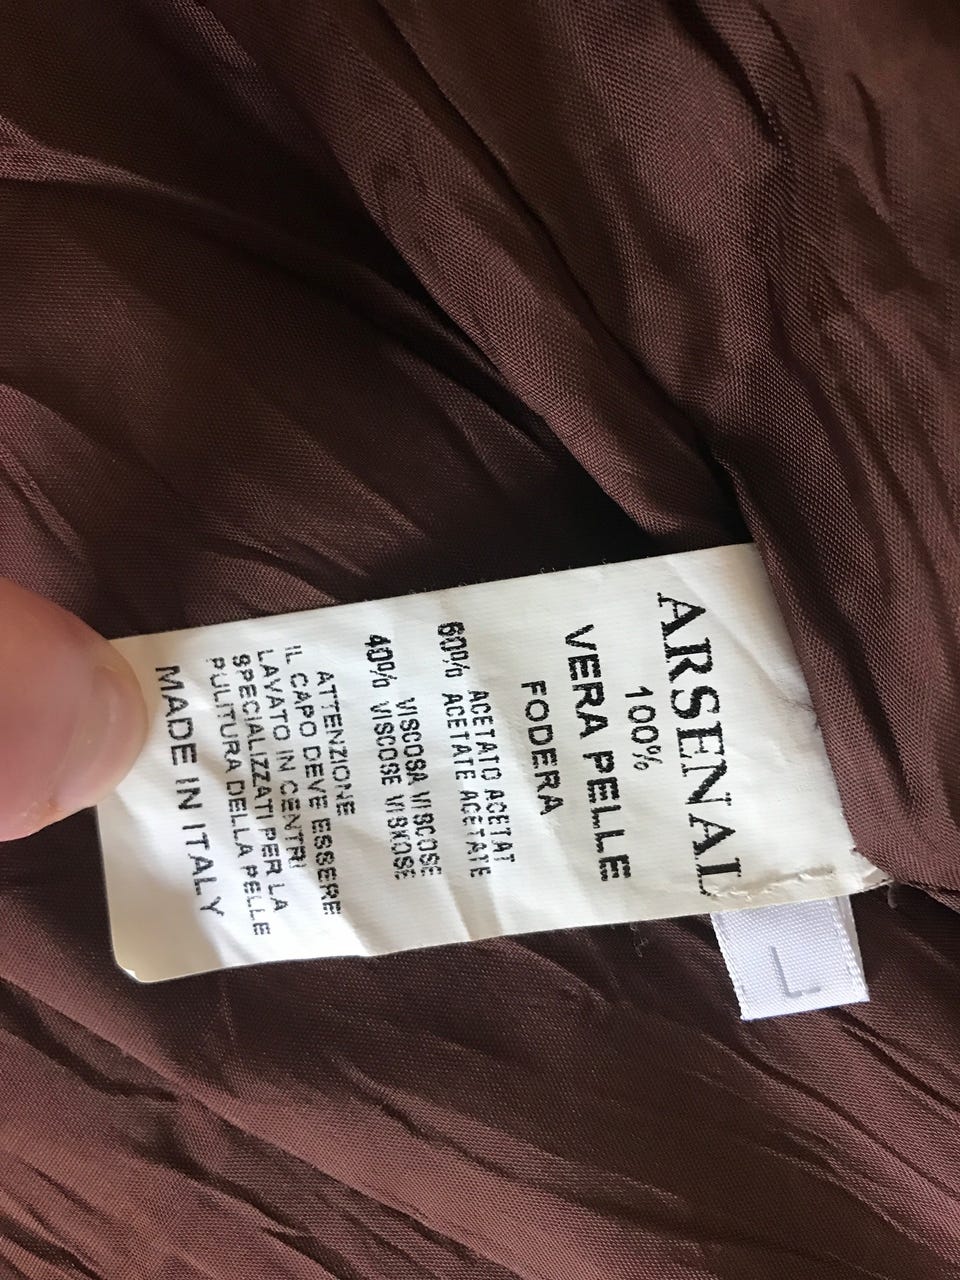 ARSENAL
100%
VERA PELLE
FODERA
ACETATO ACETAT
60% ACETATE ACETATE
VISCOSA VISCOSE
40% VISCOSE VISKOSE
ATTENZIONE
IL CAPO DEVE ESSERE
LAVATO IN CENTRI
SPECIALIZZATI PER LA
PULITURA DELLA PELLE
MADE IN ITALY
L